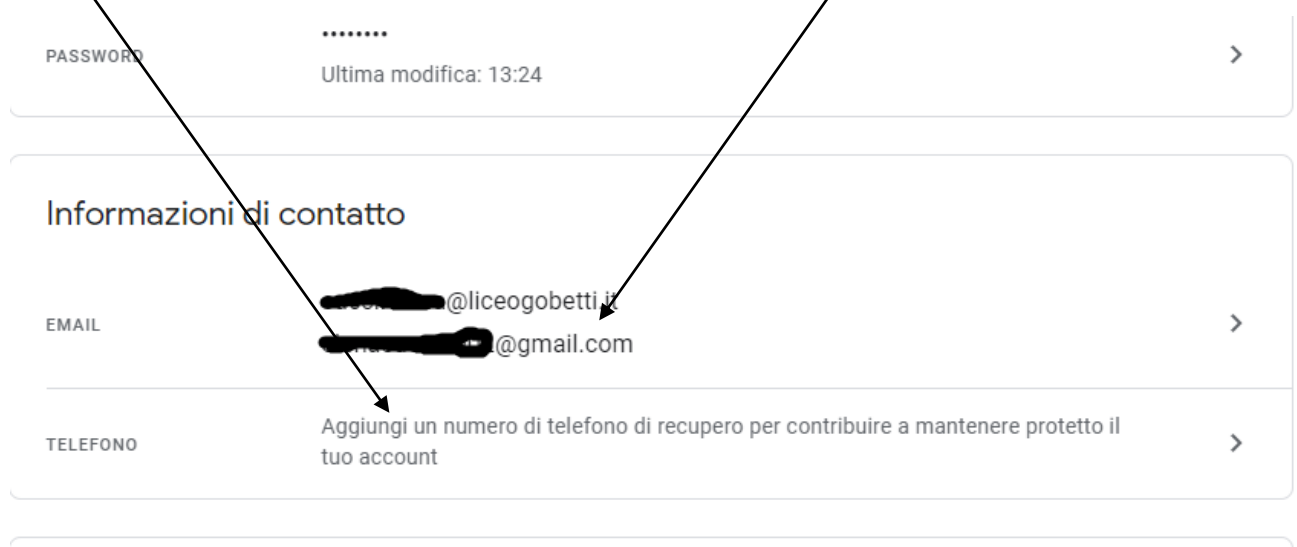 ••••••••
PASSWORD
Ultima modifica: 13:24
Informazioni di contatto
@liceogobetti.it
EMAIL
@gmail.com
Aggiungi un numero di telefono di recupero per contribuire a mantenere protetto il
TELEFONO
tuo account